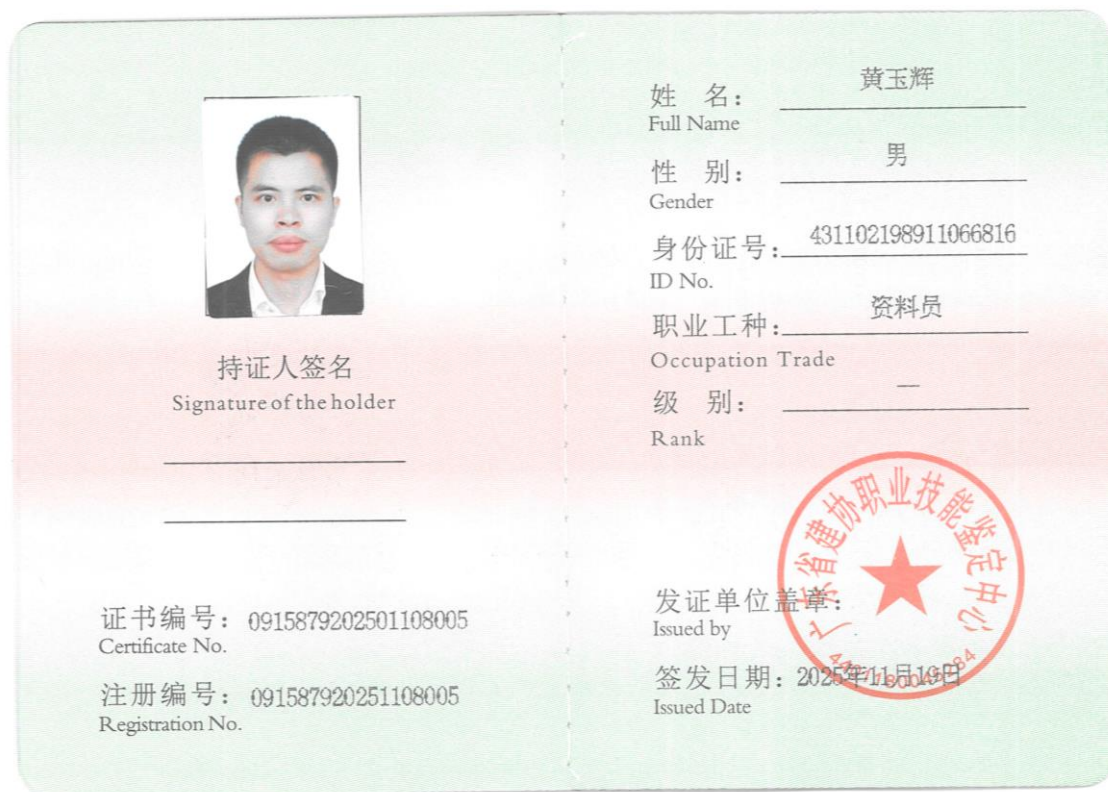 持证人签名
Signature of the holder
证书编号：0915879202501108005
Certificate No.
注册编号：091587920251108005
Registration No.
姓 名：黄玉辉
Full Name
性 别：男
Gender
身份证号：431102198911066816
ID No.
职业工种：资料员
Occupation Trade
级 别：一
Rank
广东省建协职业技能鉴定中心
发证单位盖章：
Issued by
签发日期：2025年11月10日
Issued Date